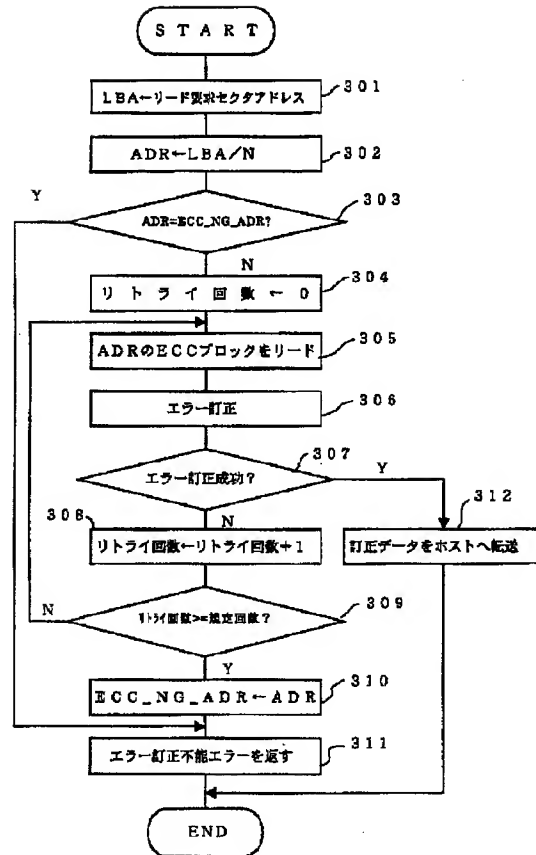 START
LBA←リード要求セクタアドレス
301
ADR←LBA/N
302
Y
303
ADR=ECC_NG_ADR?
N
リトライ回数←0
304
ADRのECCブロックをリード
305
エラー訂正
306
307
エラー訂正成功?
Y
308
N
312
リトライ回数←リトライ回数+1
訂正データをホストへ転送
N
リトライ回数>=規定回数?
309
Y
ECC_NG_ADR←ADR
310
エラー訂正不能エラーを返す
311
END